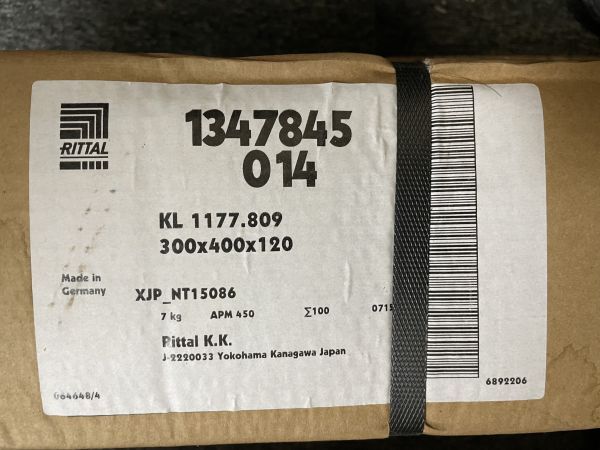 RITTAL
1347845
014
KL 1177.809
300x400x120
Made in
Germany
XJP_NT15086
7 kg APM 450 Σ100 0715
Rittal K.K.
J-2220033 Yokohama Kanagawa Japan
064648/4
6892206